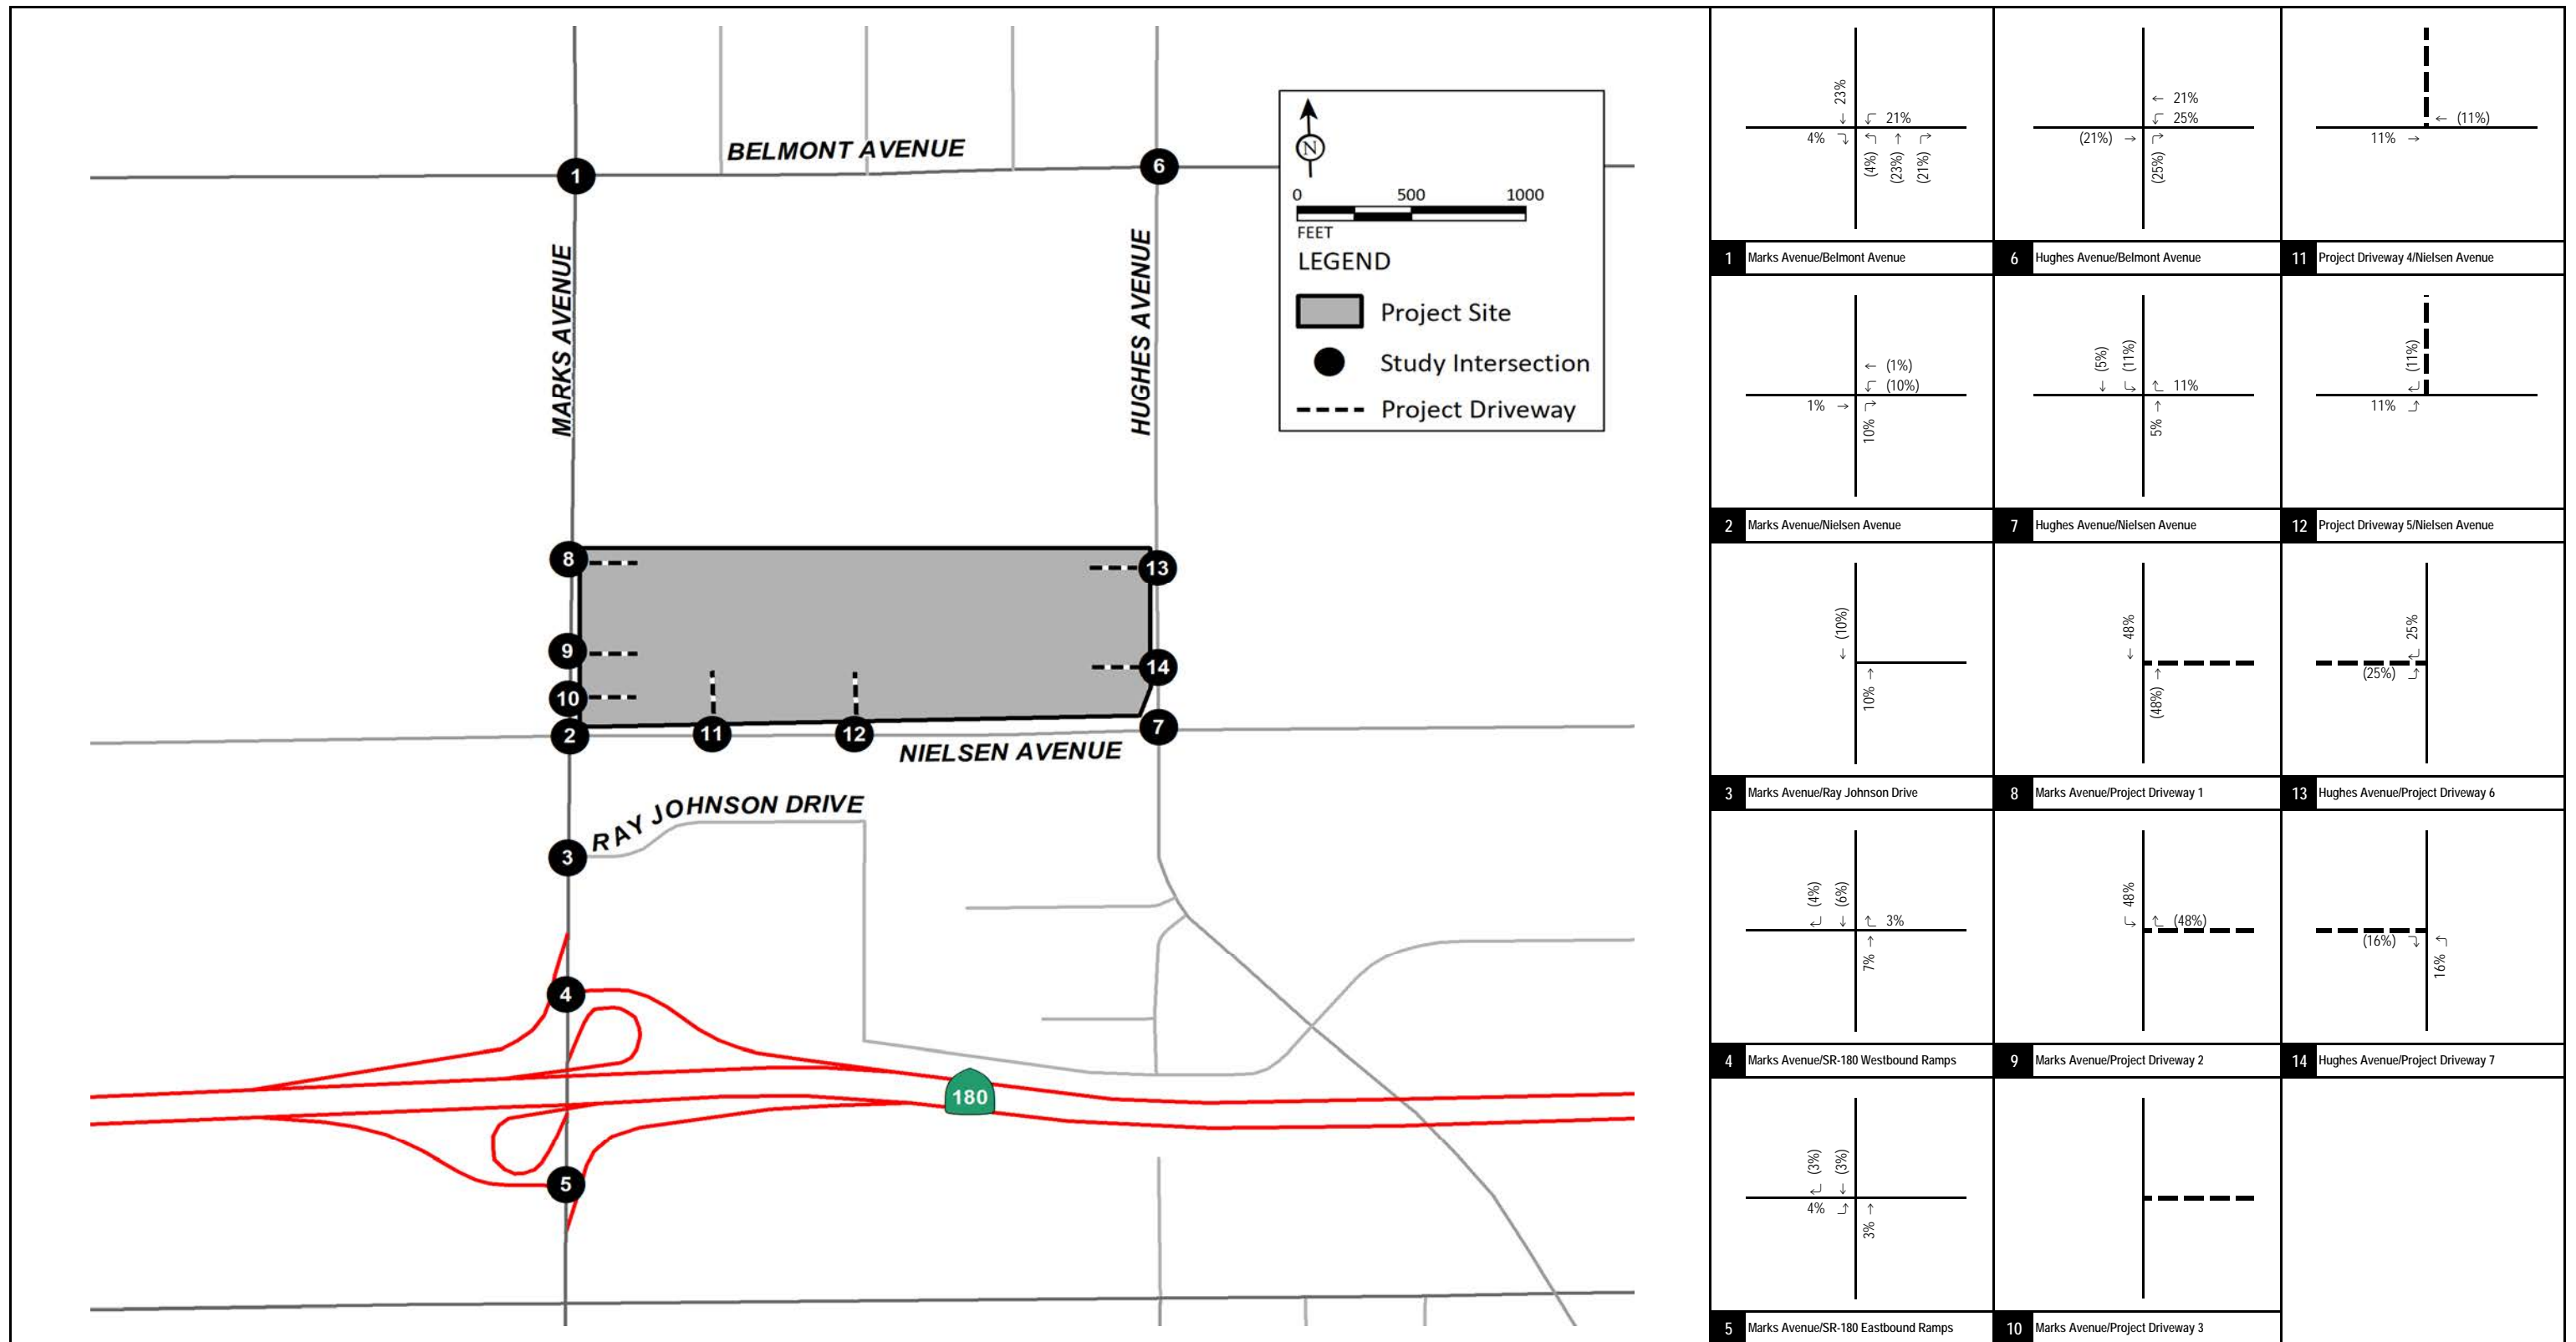 BELMONT AVENUE
1
6
MARKS AVENUE
HUGHES AVENUE
N
0 500 1000
FEET
LEGEND
Project Site
Study Intersection
Project Driveway
8
13
9
14
10
2
11
12
7
NIELSEN AVENUE
RAY JOHNSON DRIVE
3
4
180
5
23%
21%
4%
(4%)
(23%)
(21%)
1 Marks Avenue/Belmont Avenue
21%
25%
(21%)
(25%)
6 Hughes Avenue/Belmont Avenue
(11%)
11%
11 Project Driveway 4/Nielsen Avenue
(1%)
(10%)
1%
10%
2 Marks Avenue/Nielsen Avenue
(5%)
(11%)
11%
5%
7 Hughes Avenue/Nielsen Avenue
(11%)
11%
12 Project Driveway 5/Nielsen Avenue
(10%)
10%
3 Marks Avenue/Ray Johnson Drive
48%
(48%)
8 Marks Avenue/Project Driveway 1
25%
(25%)
13 Hughes Avenue/Project Driveway 6
(4%)
(6%)
3%
7%
4 Marks Avenue/SR-180 Westbound Ramps
48%
(48%)
9 Marks Avenue/Project Driveway 2
(16%)
16%
14 Hughes Avenue/Project Driveway 7
(3%)
(3%)
4%
3%
5 Marks Avenue/SR-180 Eastbound Ramps
10 Marks Avenue/Project Driveway 3